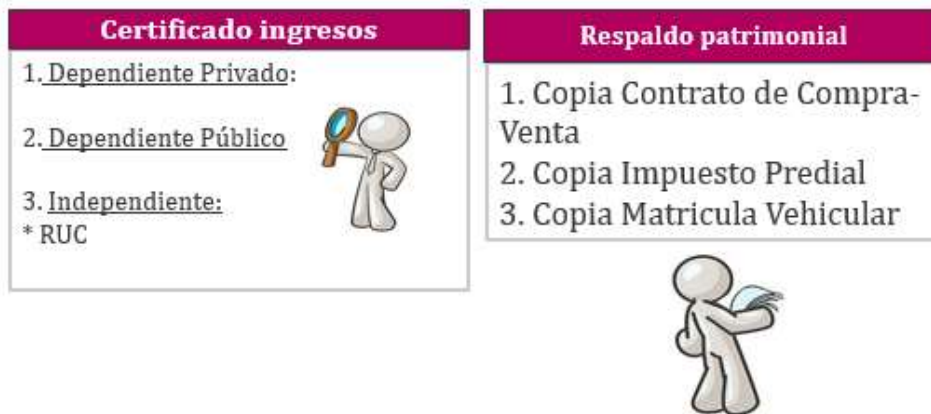 Certificado ingresos
1. Dependiente Privado:
2. Dependiente Público
3. Independiente:
* RUC
Respaldo patrimonial
1. Copia Contrato de Compra-
Venta
2. Copia Impuesto Predial
3. Copia Matricula Vehicular